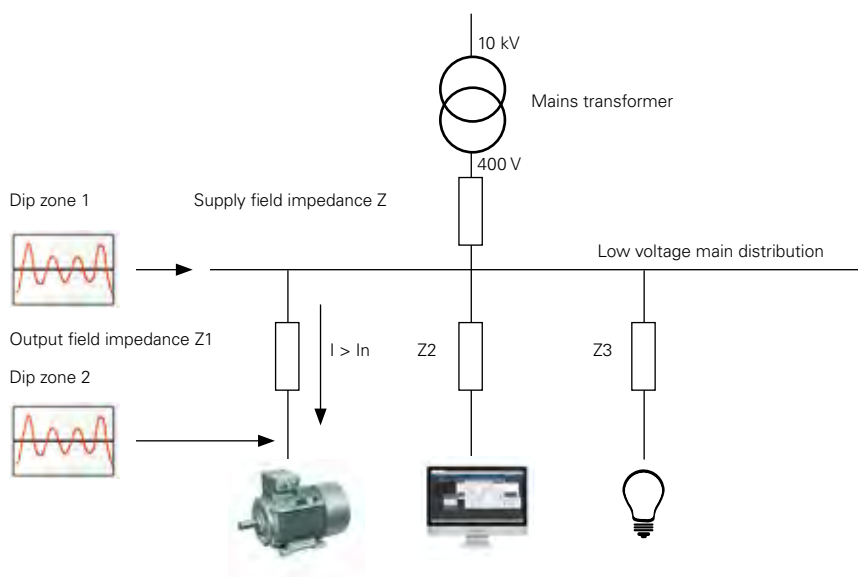 10 kV
Mains transformer
400 V
Dip zone 1
Supply field impedance Z
Low voltage main distribution
Output field impedance Z1
I > In
Z2
Z3
Dip zone 2